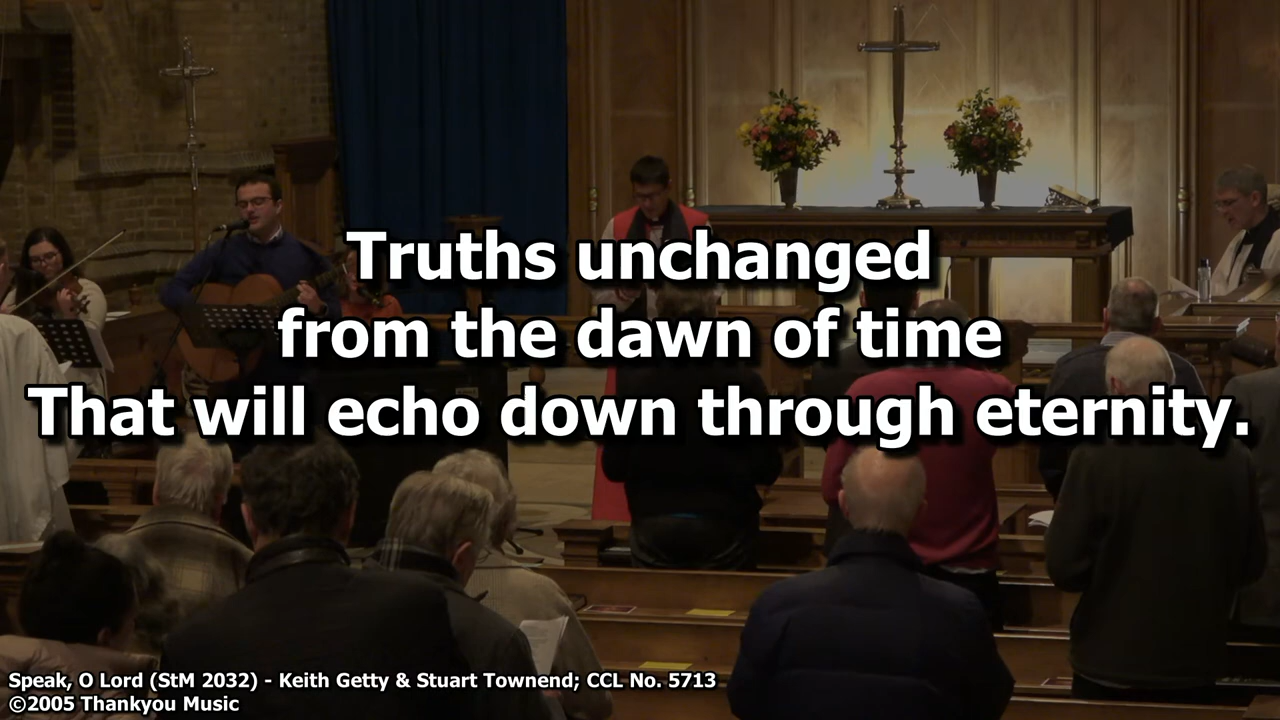 Truths unchanged
from the dawn of time
That will echo down through eternity.
Speak, O Lord (StM 2032) - Keith Getty & Stuart Townend; CCL No. 5713
©2005 Thankyou Music